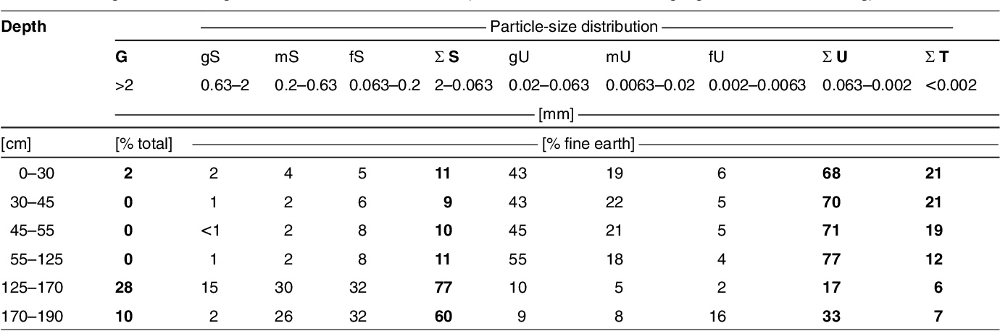 Depth Particle-size distribution
G gS mS fS Σ S gU mU fU Σ U Σ T
>2 0.63–2 0.2–0.63 0.063–0.2 2–0.063 0.02–0.063 0.0063–0.02 0.002–0.0063 0.063–0.002 <0.002
[mm]
[cm] [% total] [% fine earth]
0–30 2 2 4 5 11 43 19 6 68 21
30–45 0 1 2 6 9 43 22 5 70 21
45–55 0 <1 2 8 10 45 21 5 71 19
55–125 0 1 2 8 11 55 18 4 77 12
125–170 28 15 30 32 77 10 5 2 17 6
170–190 10 2 26 32 60 9 8 16 33 7